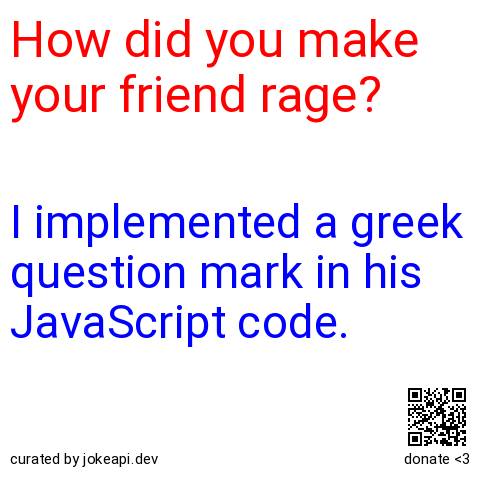 How did you make
your friend rage?
I implemented a greek
question mark in his
JavaScript code.
curated by jokeapi.dev
donate <3